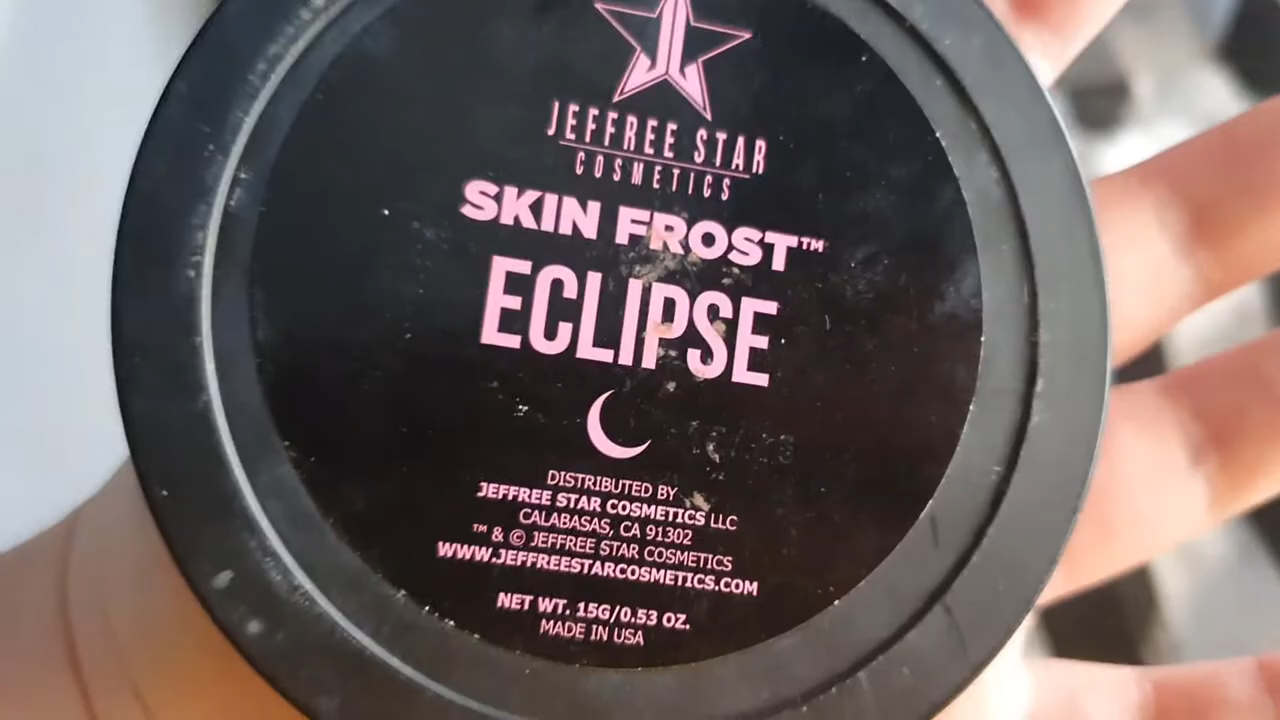 JEFFREE STAR
COSMETICS
SKIN FROST™
ECLIPSE
DISTRIBUTED BY
JEFFREE STAR COSMETICS LLC
CALABASAS, CA 91302
™ & © JEFFREE STAR COSMETICS
WWW.JEFFREESTARCOSMETICS.COM
NET WT. 15G/0.53 OZ.
MADE IN USA